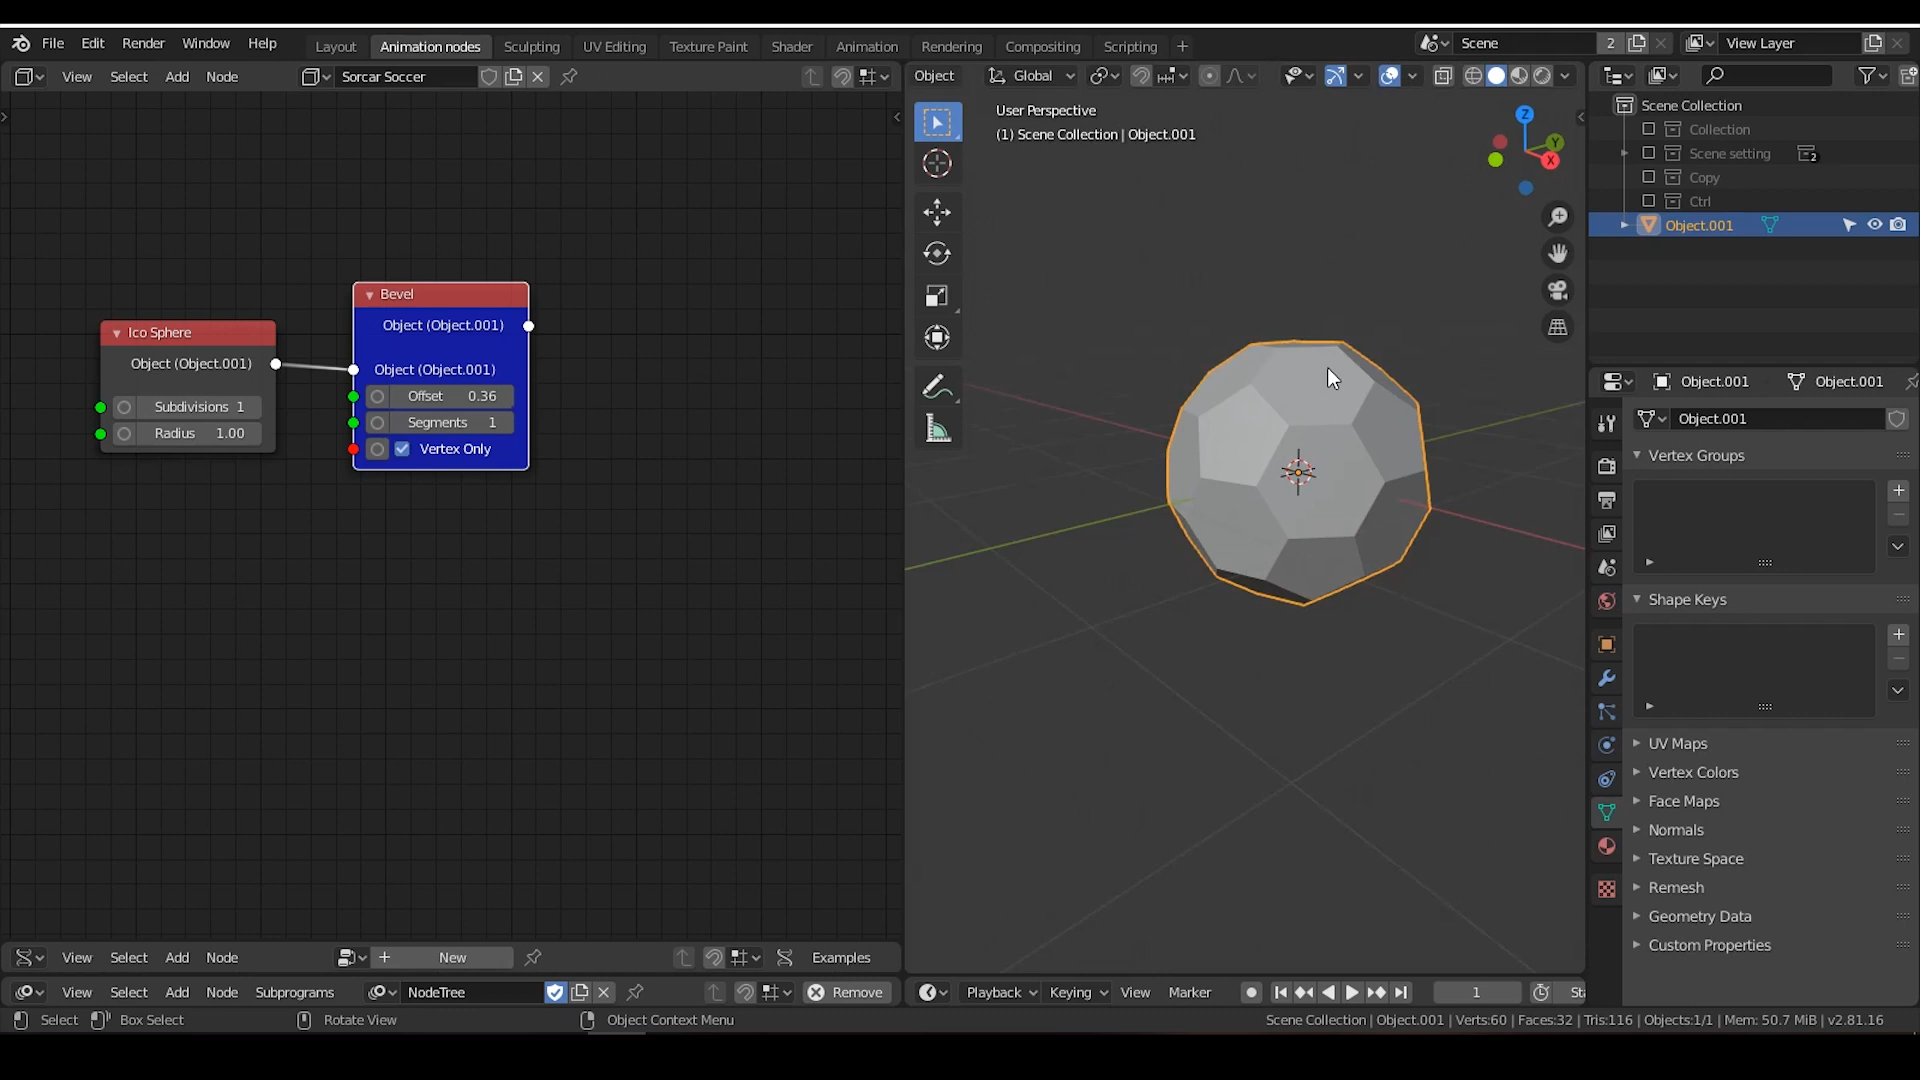 File Edit Render Window Help Layout Animation nodes Sculpting UV Editing Texture Paint Shader Animation Rendering Compositing Scripting Scene 2 View Layer
View Select Add Node Sorcar Soccer Object Global
User Perspective
(1) Scene Collection | Object.001
Z
Y
X
Scene Collection
Collection
Scene setting 2
Copy
Ctrl
Object.001
Bevel
Object (Object.001)
Object (Object.001)
Offset 0.36
Segments 1
Vertex Only
Ico Sphere
Object (Object.001)
Subdivisions 1
Radius 1.00
Object.001 Object.001
Object.001
Vertex Groups
Shape Keys
UV Maps
Vertex Colors
Face Maps
Normals
Texture Space
Remesh
Geometry Data
Custom Properties
View Select Add Node New Examples
View Select Add Node Subprograms NodeTree Remove Playback Keying View Marker 1 Sta
Select Box Select Rotate View Object Context Menu Scene Collection | Object.001 | Verts:60 | Faces:32 | Tris:116 | Objects:1/1 | Mem: 50.7 MiB | v2.81.16